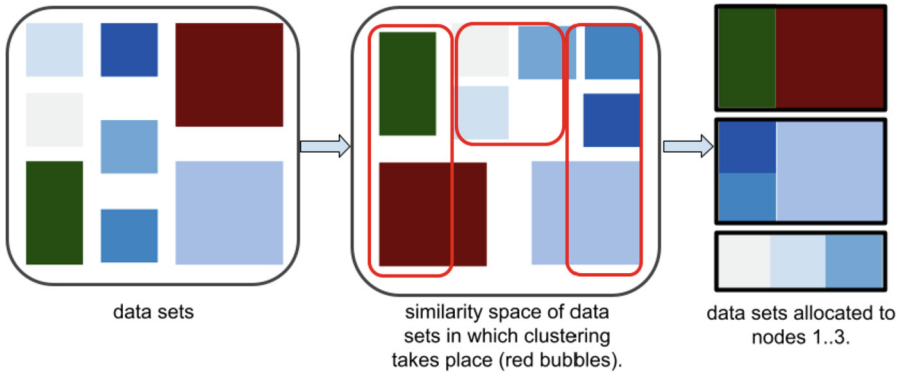 data sets
similarity space of data
sets in which clustering
takes place (red bubbles).
data sets allocated to
nodes 1..3.